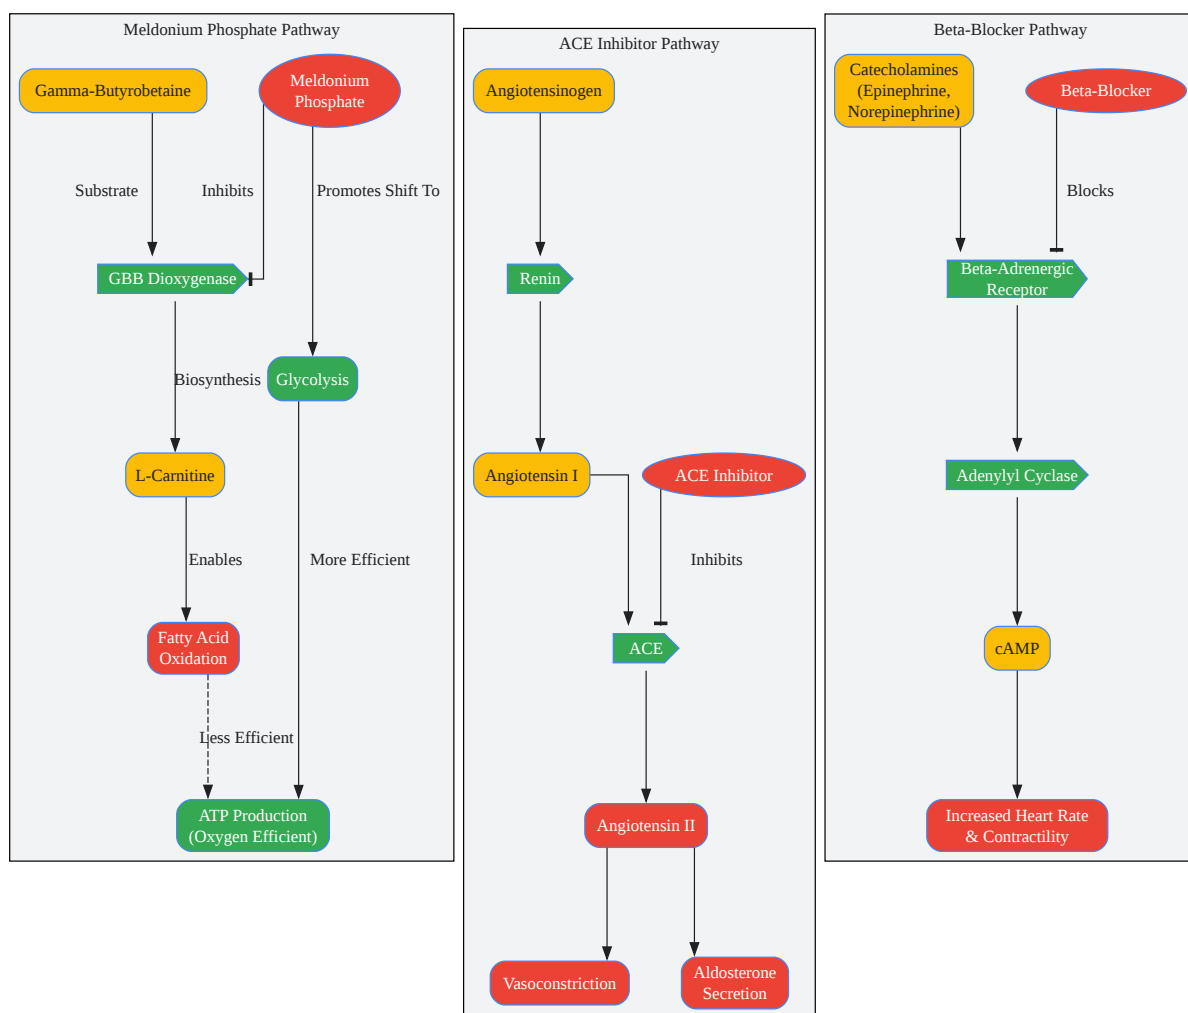 Meldonium Phosphate Pathway
Gamma-Butyrobetaine
Meldonium
Phosphate
Substrate
Inhibits
Promotes Shift To
GBB Dioxygenase
Biosynthesis
Glycolysis
L-Carnitine
Enables
More Efficient
Fatty Acid
Oxidation
Less Efficient
ATP Production
(Oxygen Efficient)
ACE Inhibitor Pathway
Angiotensinogen
Renin
Angiotensin I
ACE Inhibitor
Inhibits
ACE
Angiotensin II
Vasoconstriction
Aldosterone
Secretion
Beta-Blocker Pathway
Catecholamines
(Epinephrine,
Norepinephrine)
Beta-Blocker
Blocks
Beta-Adrenergic
Receptor
Adenylyl Cyclase
cAMP
Increased Heart Rate
& Contractility